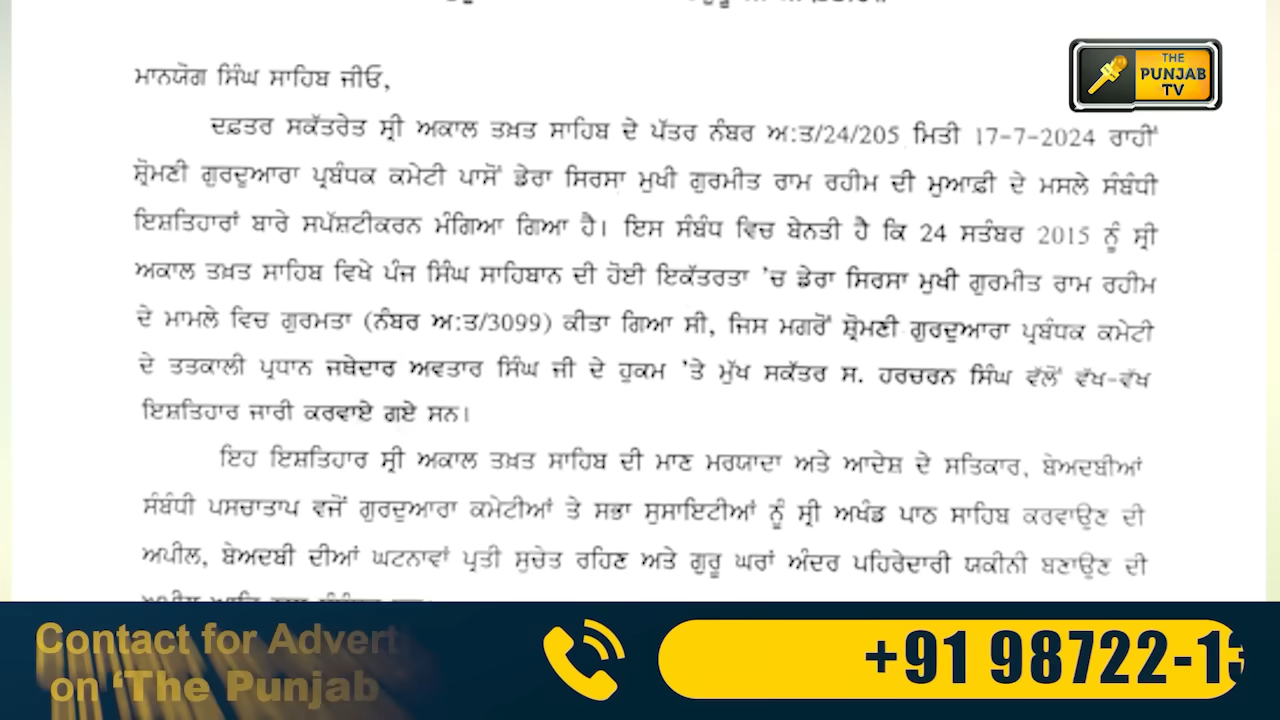 ਮਾਨਯੋਗ ਸਿੰਘ ਸਾਹਿਬ ਜੀਓ,
THE
PUNJAB
TV
ਦਫ਼ਤਰ ਸਕੱਤਰੇਤ ਸ੍ਰੀ ਅਕਾਲ ਤਖ਼ਤ ਸਾਹਿਬ ਦੇ ਪੱਤਰ ਨੰਬਰ ਅ:ਤ/24/205 ਮਿਤੀ 17-7-2024 ਰਾਹੀਂ
ਸ਼੍ਰੋਮਣੀ ਗੁਰਦੁਆਰਾ ਪ੍ਰਬੰਧਕ ਕਮੇਟੀ ਪਾਸੋਂ ਡੇਰਾ ਸਿਰਸਾ ਮੁਖੀ ਗੁਰਮੀਤ ਰਾਮ ਰਹੀਮ ਦੀ ਮੁਆਫ਼ੀ ਦੇ ਮਸਲੇ ਸੰਬੰਧੀ
ਇਸ਼ਤਿਹਾਰਾਂ ਬਾਰੇ ਸਪੱਸ਼ਟੀਕਰਨ ਮੰਗਿਆ ਗਿਆ ਹੈ। ਇਸ ਸੰਬੰਧ ਵਿਚ ਬੇਨਤੀ ਹੈ ਕਿ 24 ਸਤੰਬਰ 2015 ਨੂੰ ਸ੍ਰੀ
ਅਕਾਲ ਤਖ਼ਤ ਸਾਹਿਬ ਵਿਖੇ ਪੰਜ ਸਿੰਘ ਸਾਹਿਬਾਨ ਦੀ ਹੋਈ ਇਕੱਤਰਤਾ ’ਚ ਡੇਰਾ ਸਿਰਸਾ ਮੁਖੀ ਗੁਰਮੀਤ ਰਾਮ ਰਹੀਮ
ਦੇ ਮਾਮਲੇ ਵਿਚ ਗੁਰਮਤਾ (ਨੰਬਰ ਅ:ਤ/3099) ਕੀਤਾ ਗਿਆ ਸੀ, ਜਿਸ ਮਗਰੋਂ ਸ਼੍ਰੋਮਣੀ ਗੁਰਦੁਆਰਾ ਪ੍ਰਬੰਧਕ ਕਮੇਟੀ
ਦੇ ਤਤਕਾਲੀ ਪ੍ਰਧਾਨ ਜਥੇਦਾਰ ਅਵਤਾਰ ਸਿੰਘ ਜੀ ਦੇ ਹੁਕਮ ’ਤੇ ਮੁੱਖ ਸਕੱਤਰ ਸ. ਹਰਚਰਨ ਸਿੰਘ ਵੱਲੋਂ ਵੱਖ-ਵੱਖ
ਇਸ਼ਤਿਹਾਰ ਜਾਰੀ ਕਰਵਾਏ ਗਏ ਸਨ।
ਇਹ ਇਸ਼ਤਿਹਾਰ ਸ੍ਰੀ ਅਕਾਲ ਤਖ਼ਤ ਸਾਹਿਬ ਦੀ ਮਾਣ ਮਰਯਾਦਾ ਅਤੇ ਆਦੇਸ਼ ਦੇ ਸਤਿਕਾਰ, ਬੇਅਦਬੀਆਂ
ਸੰਬੰਧੀ ਪਸਚਾਤਾਪ ਵਜੋਂ ਗੁਰਦੁਆਰਾ ਕਮੇਟੀਆਂ ਤੇ ਸਭਾ ਸੁਸਾਇਟੀਆਂ ਨੂੰ ਸ੍ਰੀ ਅਖੰਡ ਪਾਠ ਸਾਹਿਬ ਕਰਵਾਉਣ ਦੀ
ਅਪੀਲ, ਬੇਅਦਬੀ ਦੀਆਂ ਘਟਨਾਵਾਂ ਪ੍ਰਤੀ ਸੁਚੇਤ ਰਹਿਣ ਅਤੇ ਗੁਰੂ ਘਰਾਂ ਅੰਦਰ ਪਹਿਰੇਦਾਰੀ ਯਕੀਨੀ ਬਣਾਉਣ ਦੀ
Contact for Advert
on ‘The Punjab
+91 98722-1